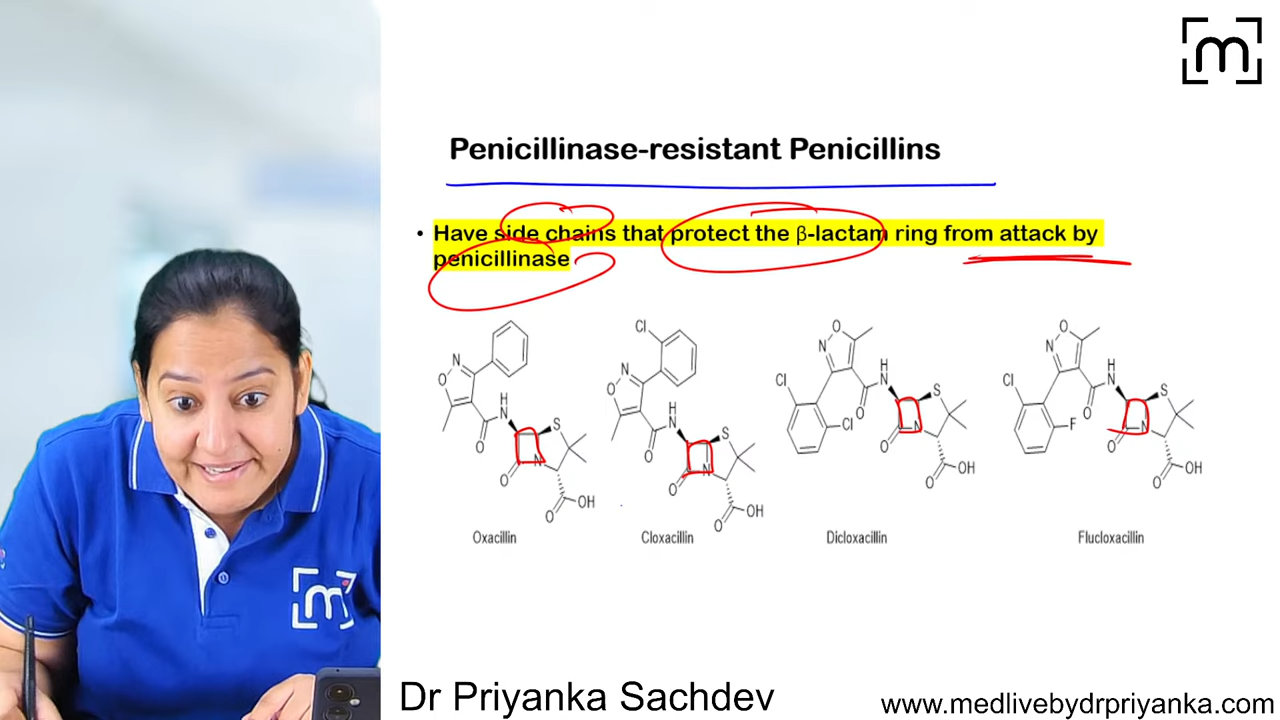 m
Penicillinase-resistant Penicillins
• Have side chains that protect the β-lactam ring from attack by
penicillinase
Cl
O
N
O
N
Cl
Cl
N
O
H
N
O
S
N
O
O
OH
Cl
O
N
H
N
O
S
N
O
O
OH
Cl
N
O
H
N
O
S
N
O
O
OH
F
N
O
H
N
O
S
N
O
O
OH
Oxacillin Cloxacillin Dicloxacillin Flucloxacillin
m
Dr Priyanka Sachdev
www.medlivebydrpriyanka.com